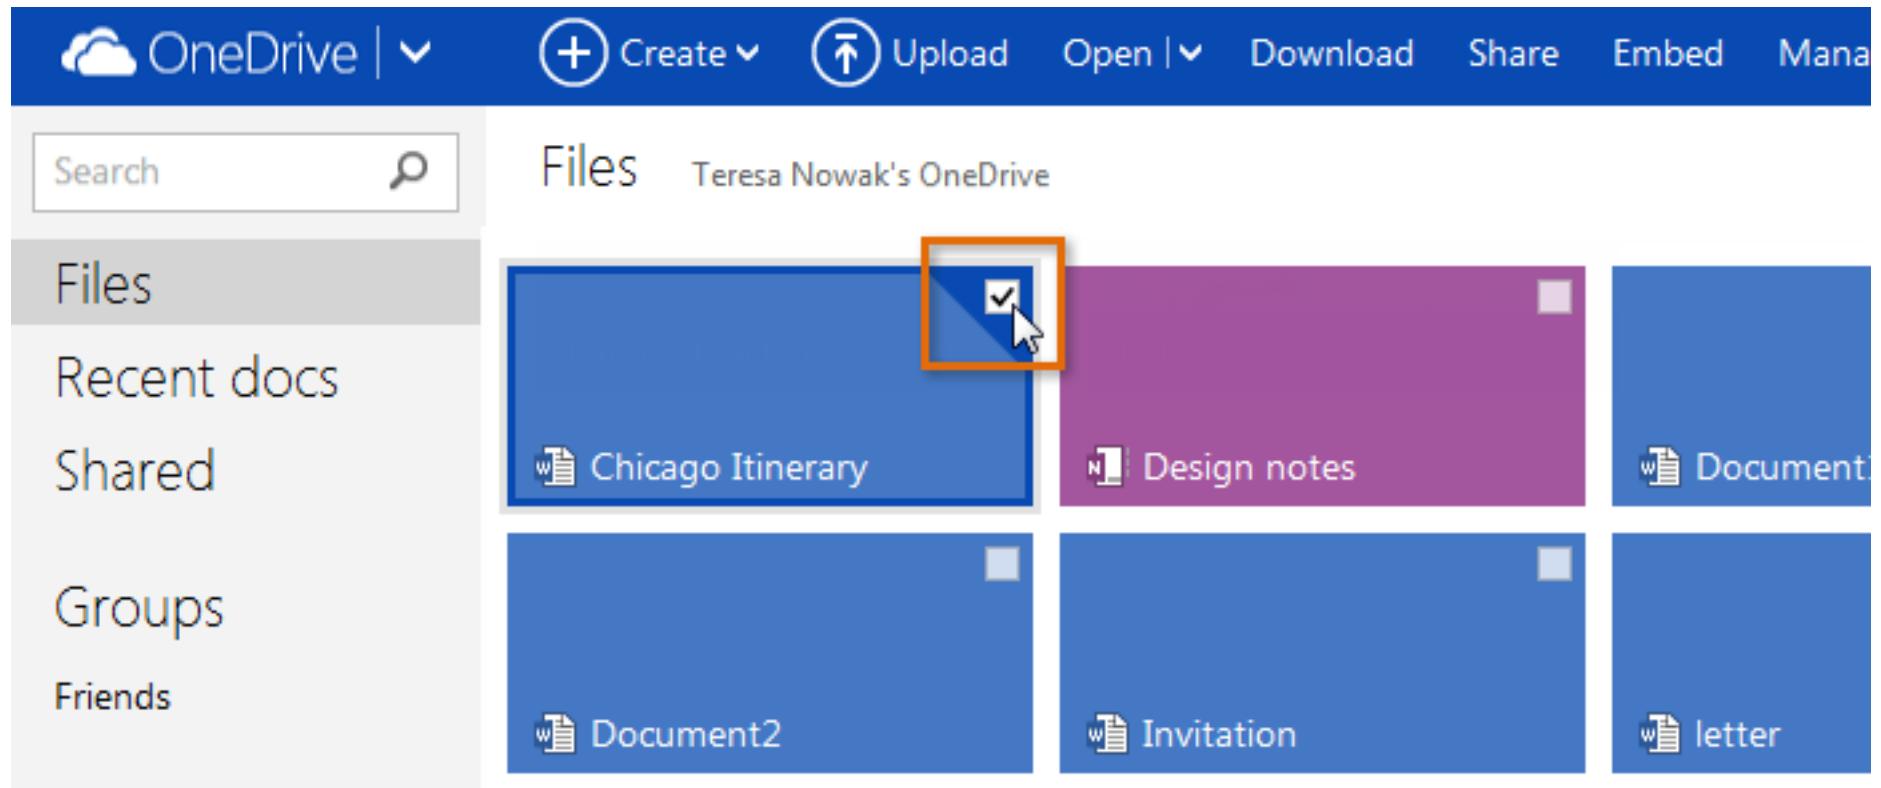 OneDrive Create Upload Open Download Share Embed Mana
Search
Files Teresa Nowak's OneDrive
Files
Recent docs
Shared
Groups
Friends
Chicago Itinerary Design notes
Document2 Invitation letter